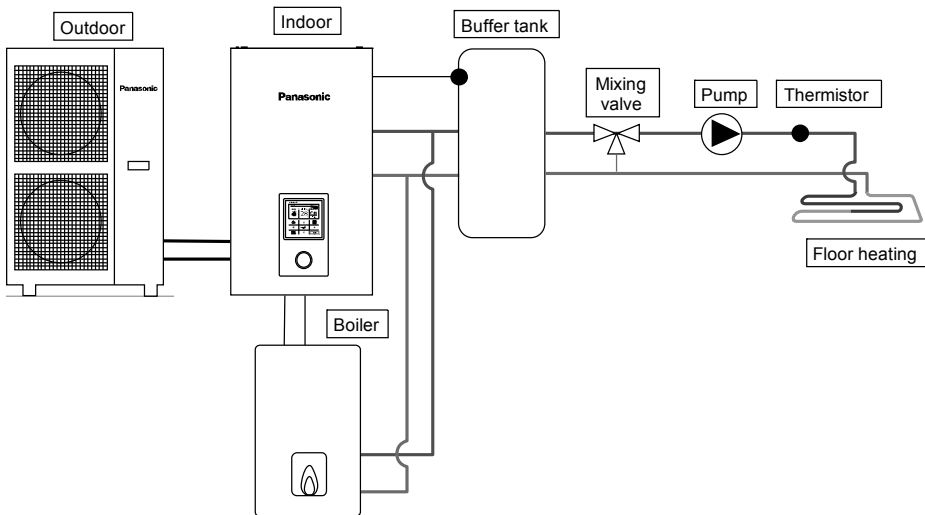 Outdoor
Indoor
Buffer tank
Mixing
valve
Pump
Thermistor
Panasonic
Panasonic
Floor heating
Boiler